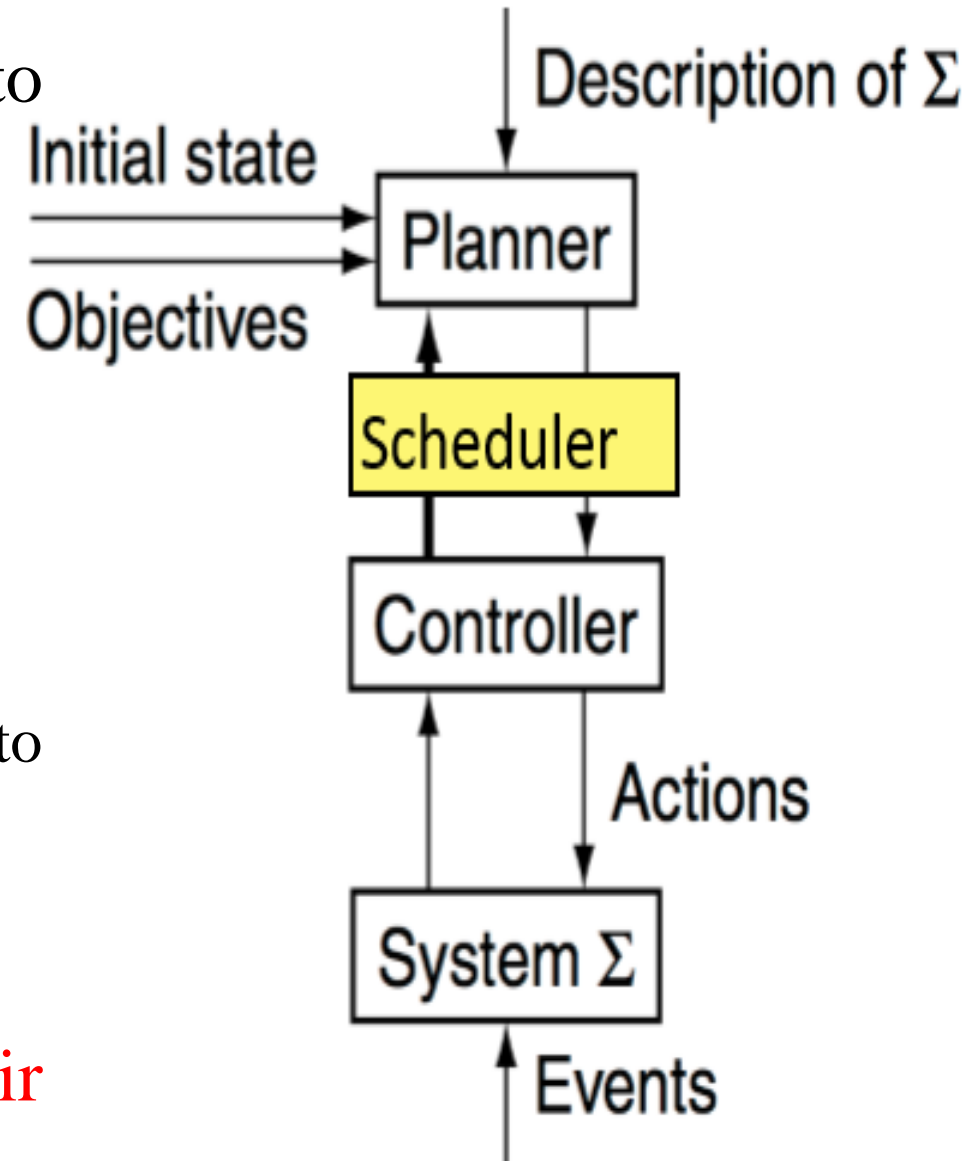 to
Description of Σ
Initial state
Planner
Objectives
Scheduler
Controller
to
Actions
System Σ
ir
Events